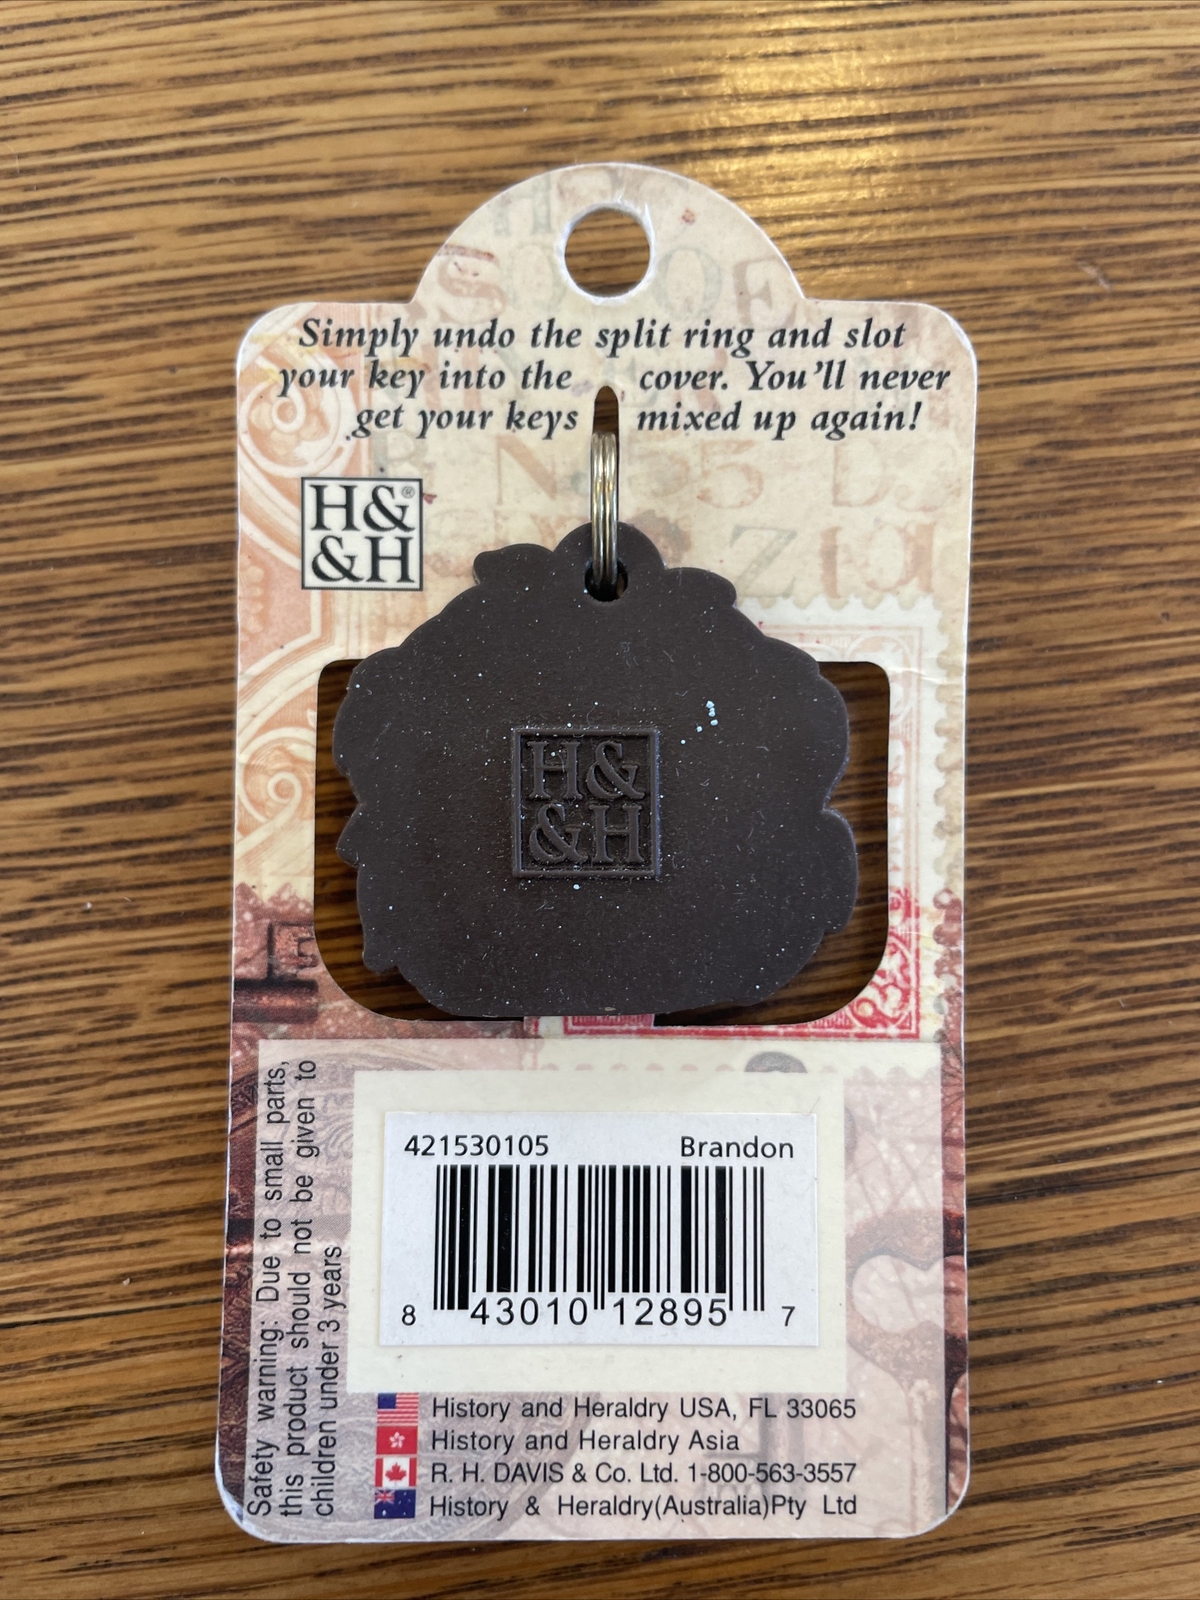 Simply undo the split ring and slot
your key into the cover. You'll never
get your keys mixed up again!
H&®
&H
H&
&H
421530105 Brandon
8 43010 12895 7
Safety warning: Due to small parts,
this product should not be given to
children under 3 years
History and Heraldry USA, FL 33065
History and Heraldry Asia
R. H. DAVIS & Co. Ltd. 1-800-563-3557
History & Heraldry(Australia)Pty Ltd